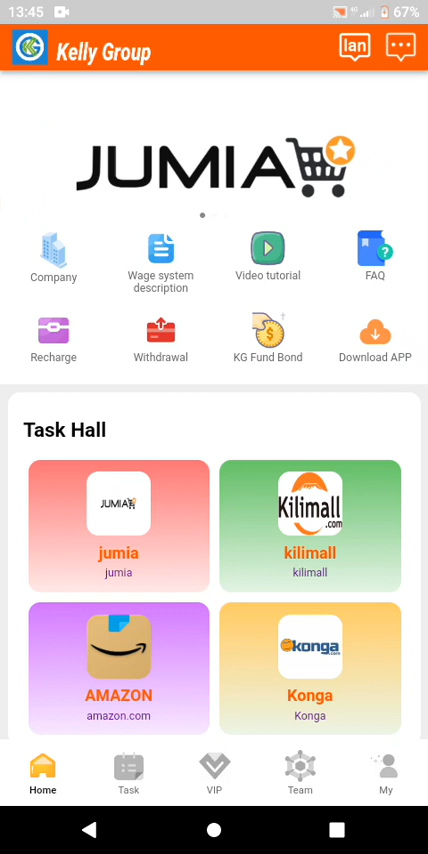 13:45
4G
67%
Kelly Group
lan
JUMIA
Company
Wage system
description
Video tutorial
FAQ
Recharge
Withdrawal
KG Fund Bond
Download APP
Task Hall
JUMIA
jumia
jumia
Kilimall
.com
kilimall
kilimall
AMAZON
amazon.com
konga
.com
Konga
Konga
Home
Task
VIP
Team
My